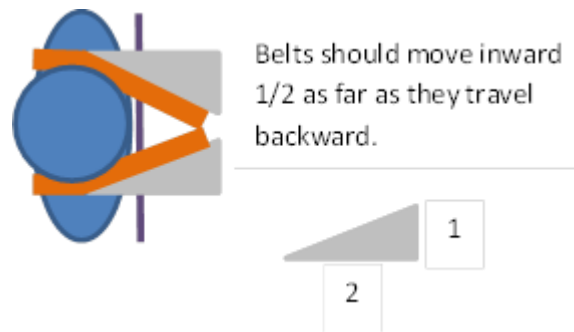 Belts should move inward
1/2 as far as they travel
backward.
1
2